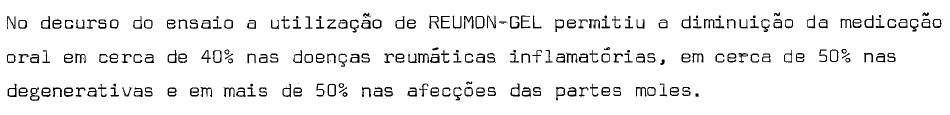 No decurso do ensaio a utilização de REUMON-GEL permitiu a diminuição da medicação
oral em cerca de 40% nas doenças reumáticas inflamatórias, em cerca de 50% nas
degenerativas e em mais de 50% nas afecções das partes moles.